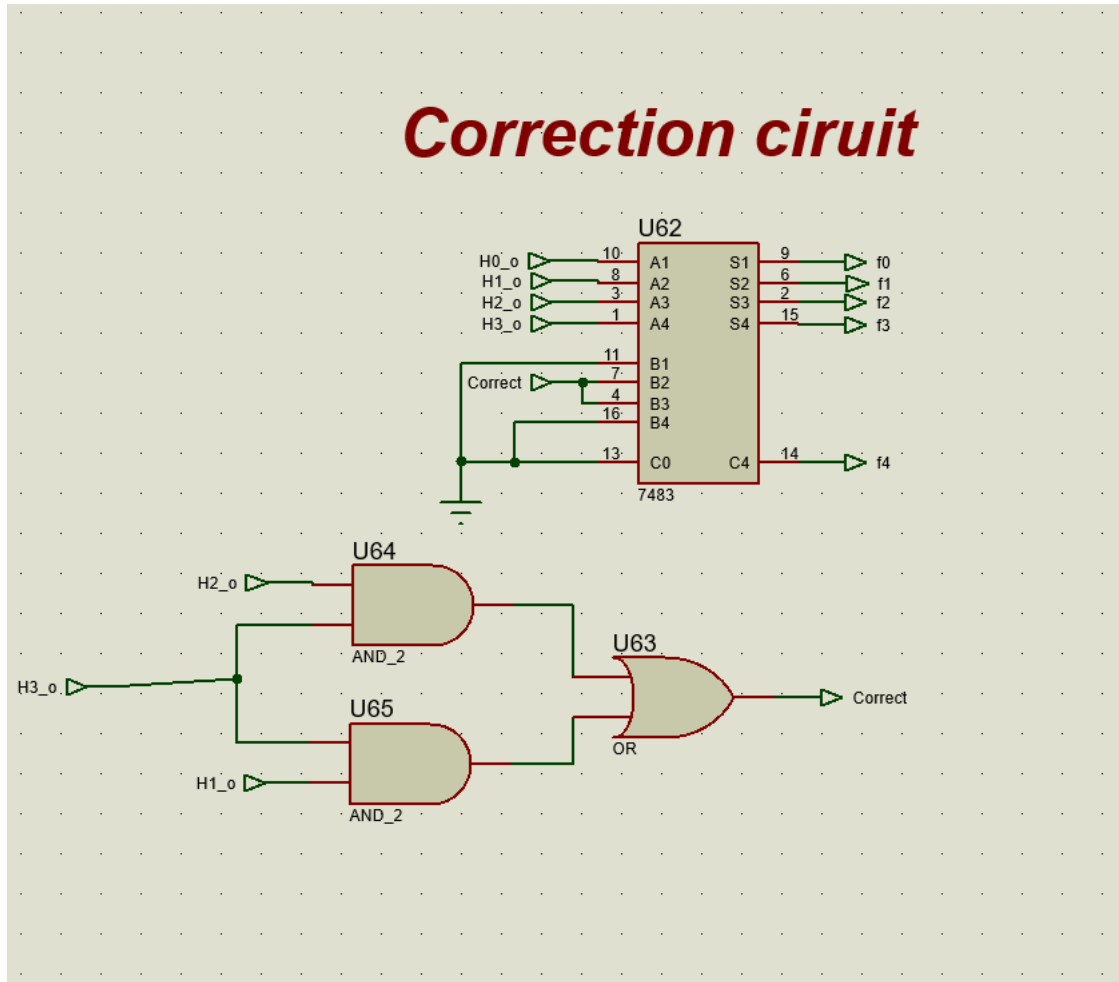 Correction ciruit
U62
H0_o 10 A1 S1 9 f0
H1_o 8 A2 S2 6 f1
H2_o 3 A3 S3 2 f2
H3_o 1 A4 S4 15 f3
11 B1
Correct 7 B2
4 B3
16 B4
13 C0 C4 14 f4
7483
U64
H2_o
AND_2
U63
H3_o
Correct
OR
U65
H1_o
AND_2